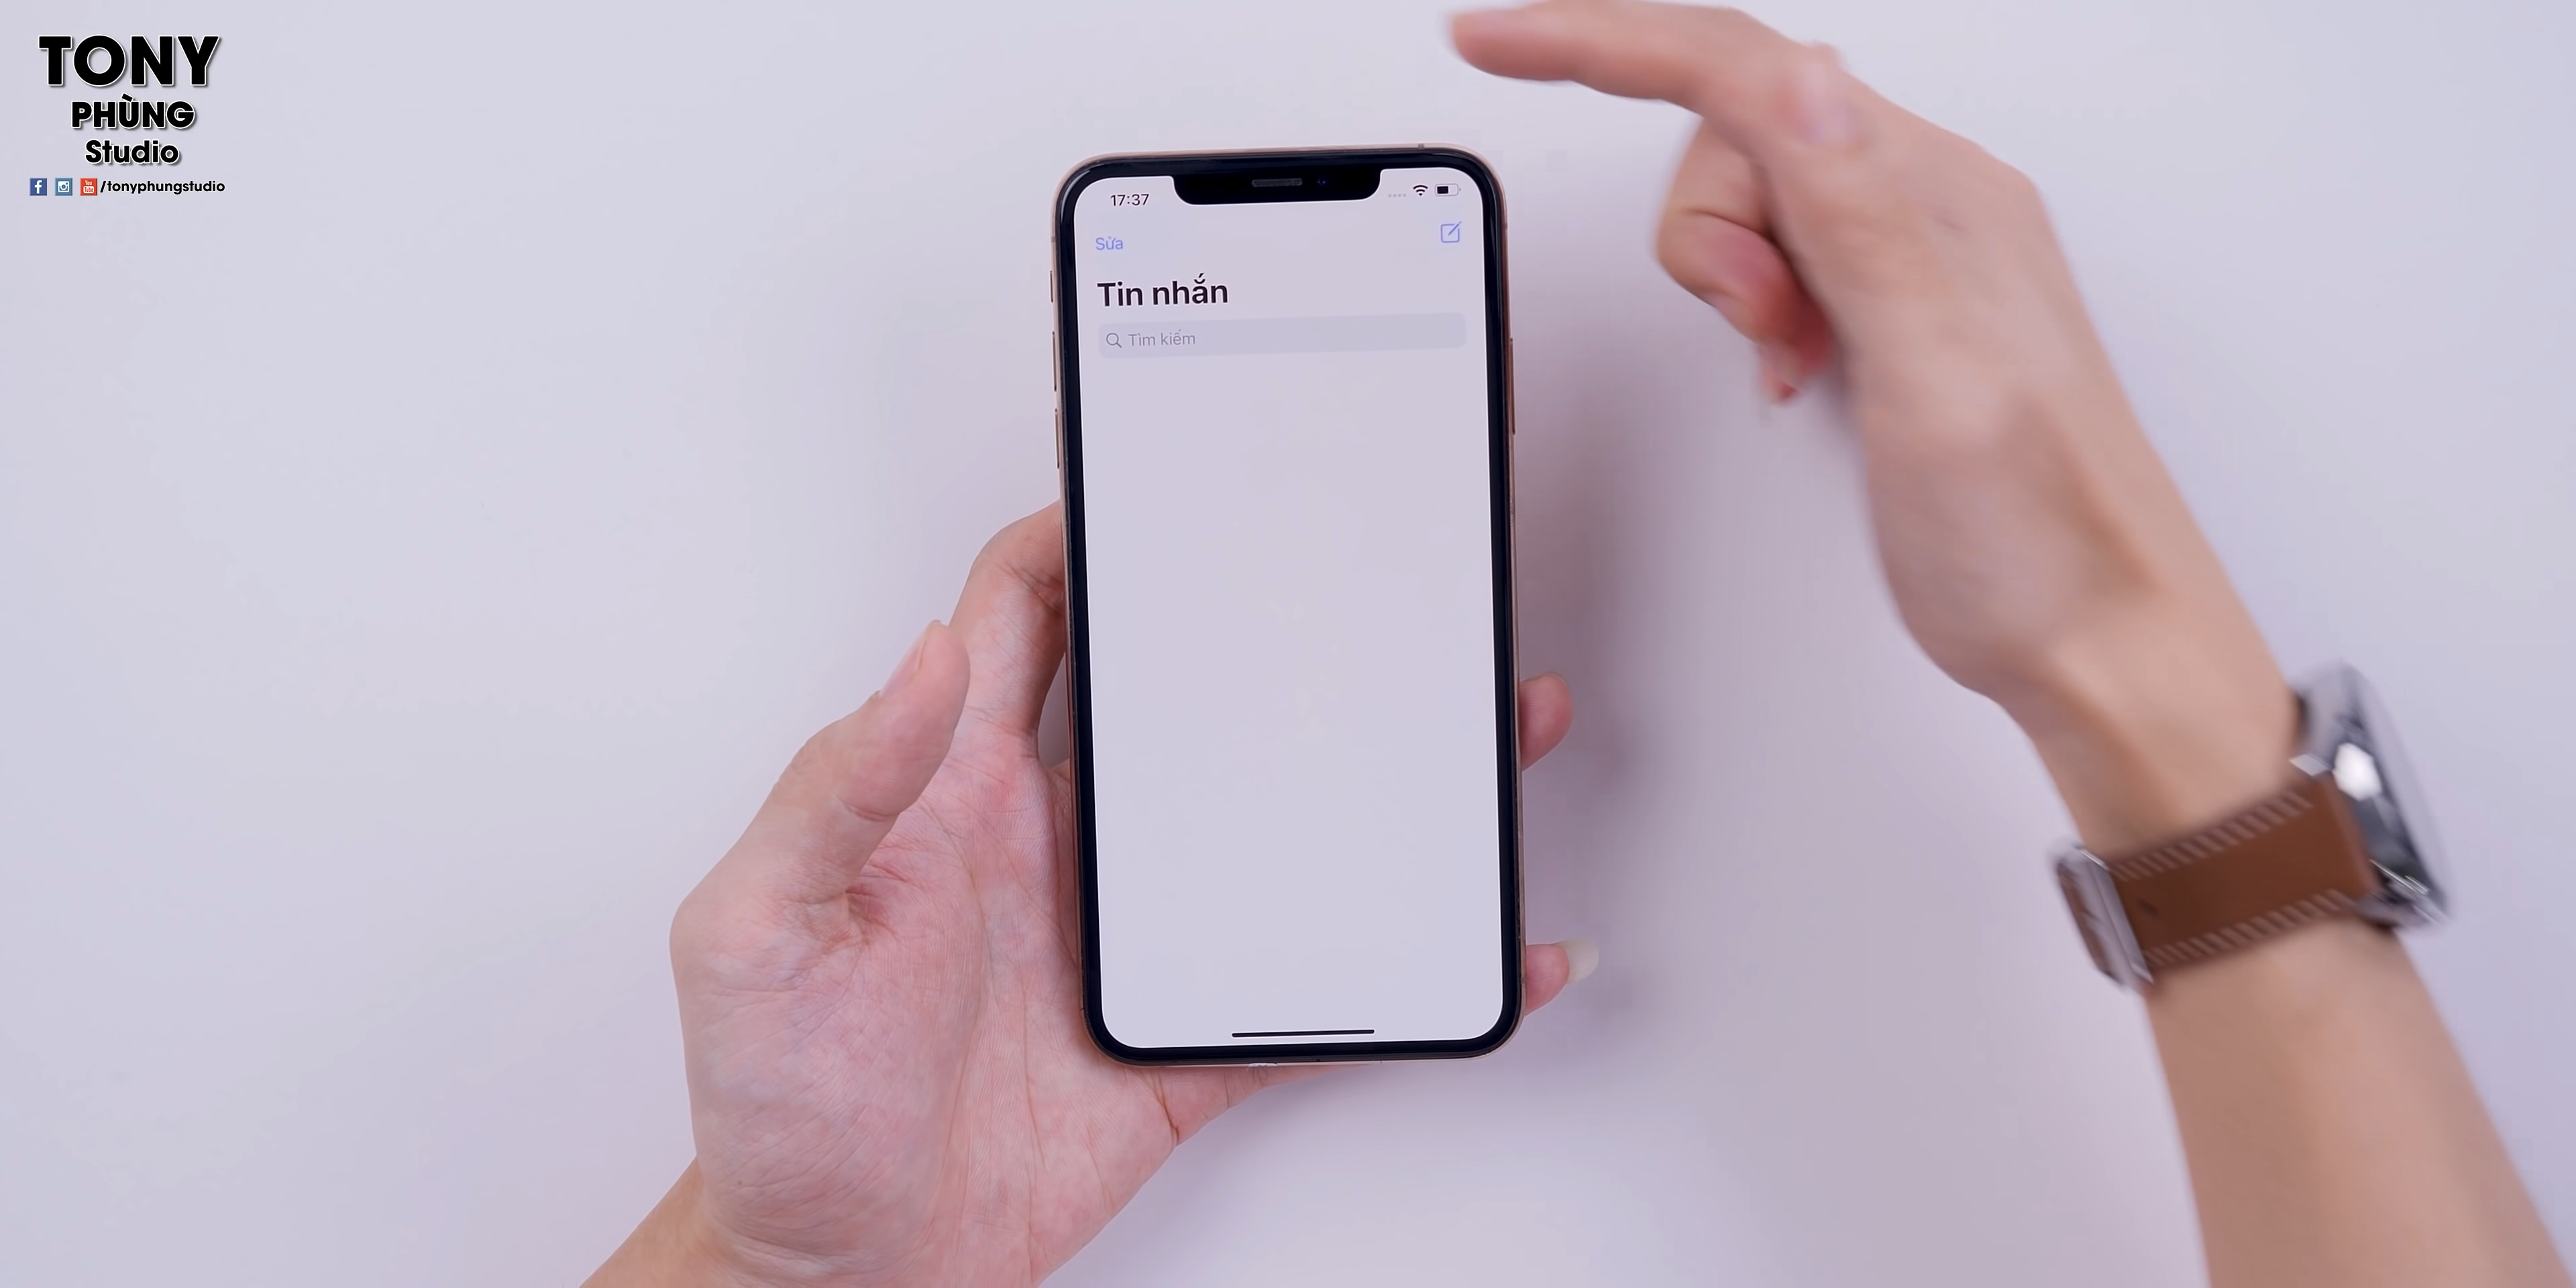 TONY
PHÙNG
Studio
/tonyphungstudio
17:37
Sửa
Tin nhắn
Tìm kiếm